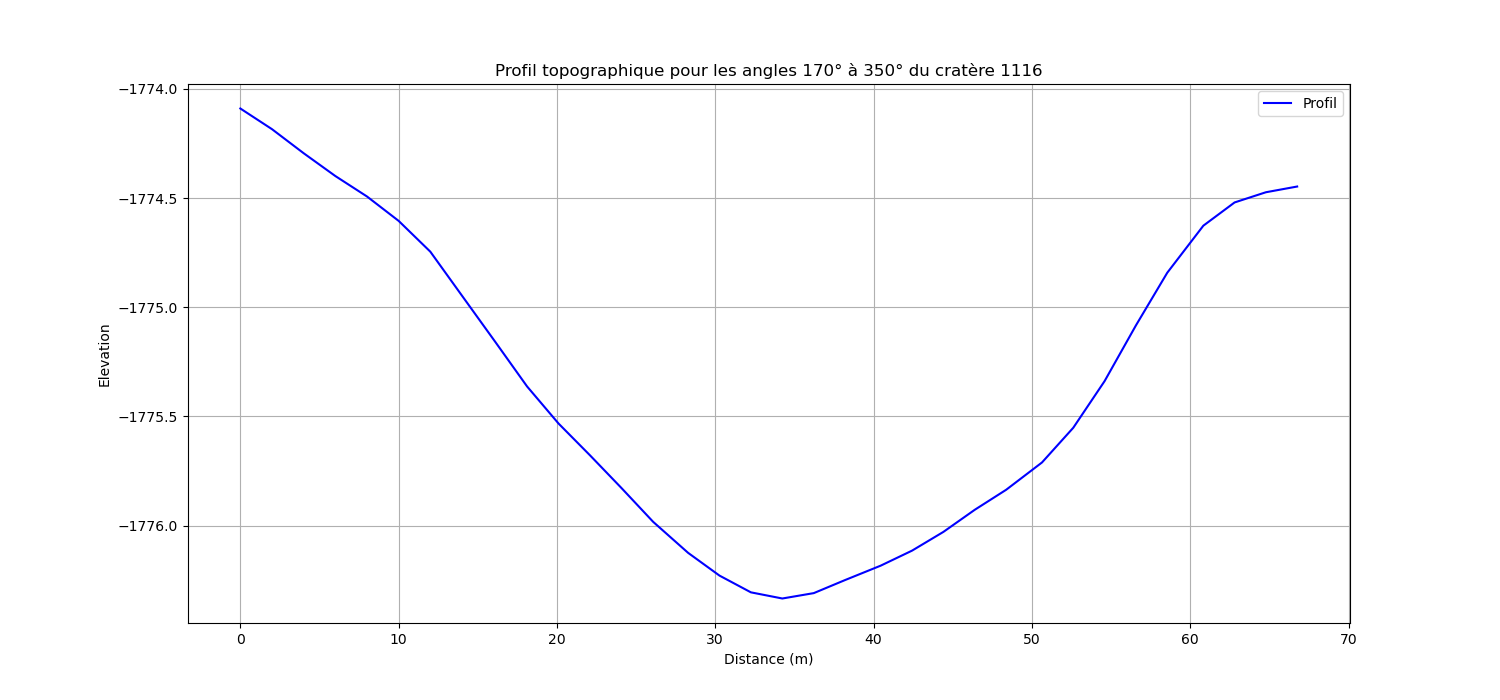 Profil topographique pour les angles 170° à 350° du cratère 1116
Profil
−1774.0
−1774.5
−1775.0
−1775.5
−1776.0
Elevation
0 10 20 30 40 50 60 70
Distance (m)